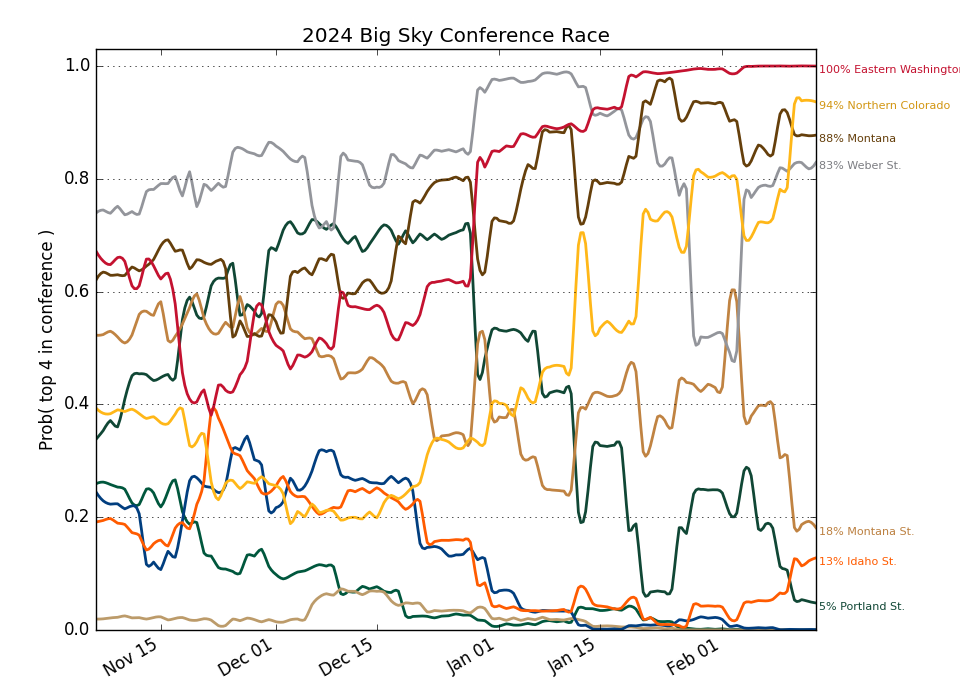 2024 Big Sky Conference Race
Prob( top 4 in conference )
1.0
0.8
0.6
0.4
0.2
0.0
Nov 15
Dec 01
Dec 15
Jan 01
Jan 15
Feb 01
100% Eastern Washington
94% Northern Colorado
88% Montana
83% Weber St.
18% Montana St.
13% Idaho St.
5% Portland St.